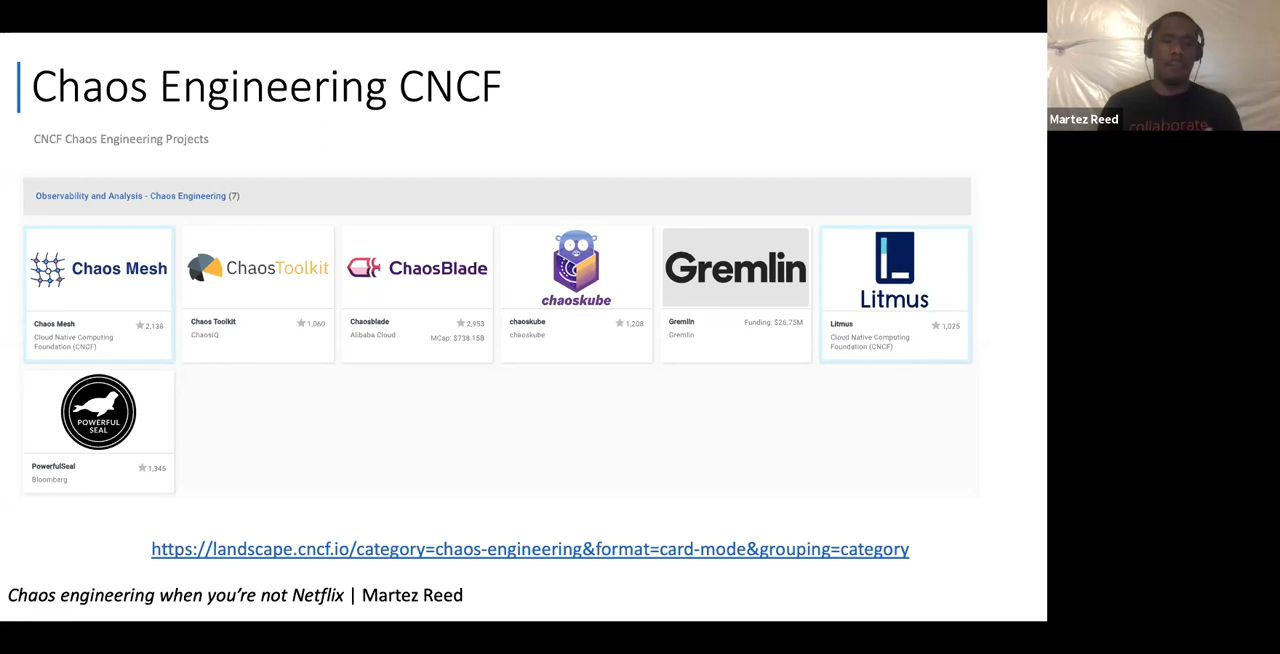 Chaos Engineering CNCF
CNCF Chaos Engineering Projects
Observability and Analysis - Chaos Engineering (7)
Chaos Mesh
Chaos Mesh
2,138
Cloud Native Computing
Foundation (CNCF)
ChaosToolkit
Chaos Toolkit
1,060
ChaosIQ
ChaosBlade
Chaosblade
2,953
Alibaba Cloud
MCap: $738.15B
chaoskube
chaoskube
1,208
chaoskube
Gremlin
Gremlin
Funding: $26.75M
Gremlin
Litmus
Litmus
1,025
Cloud Native Computing
Foundation (CNCF)
POWERFUL
SEAL
PowerfulSeal
1,345
Bloomberg
https://landscape.cncf.io/category=chaos-engineering&format=card-mode&grouping=category
Chaos engineering when you're not Netflix | Martez Reed
collaborate
Martez Reed